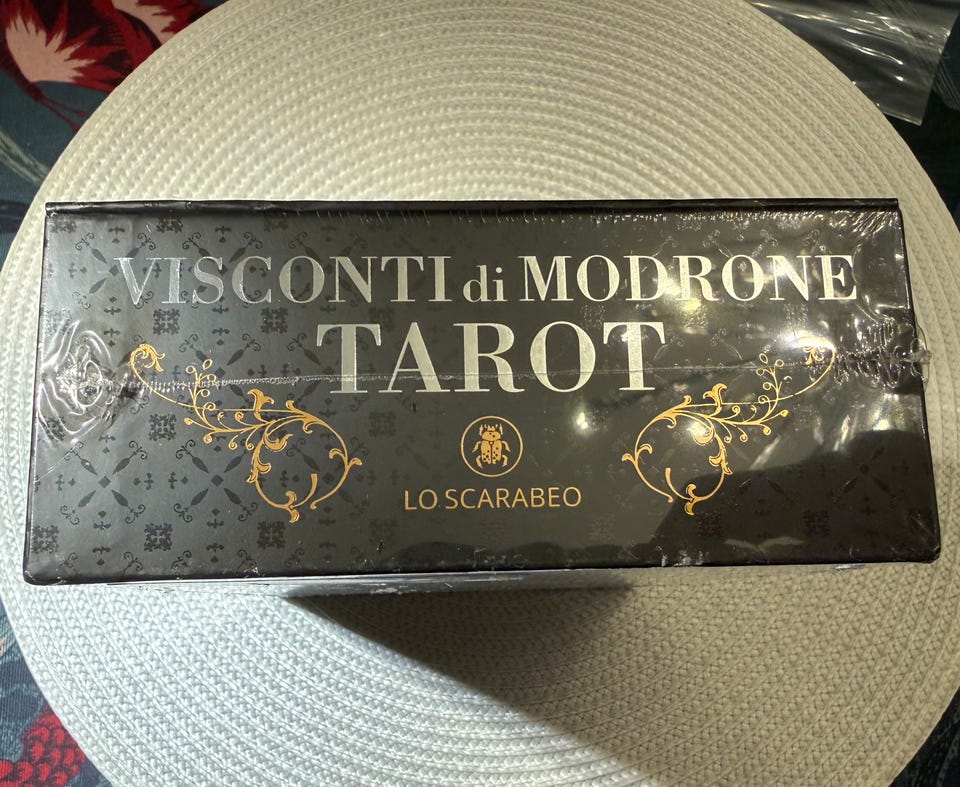 VISCONTI di MODRONE
TAROT
LO SCARABEO